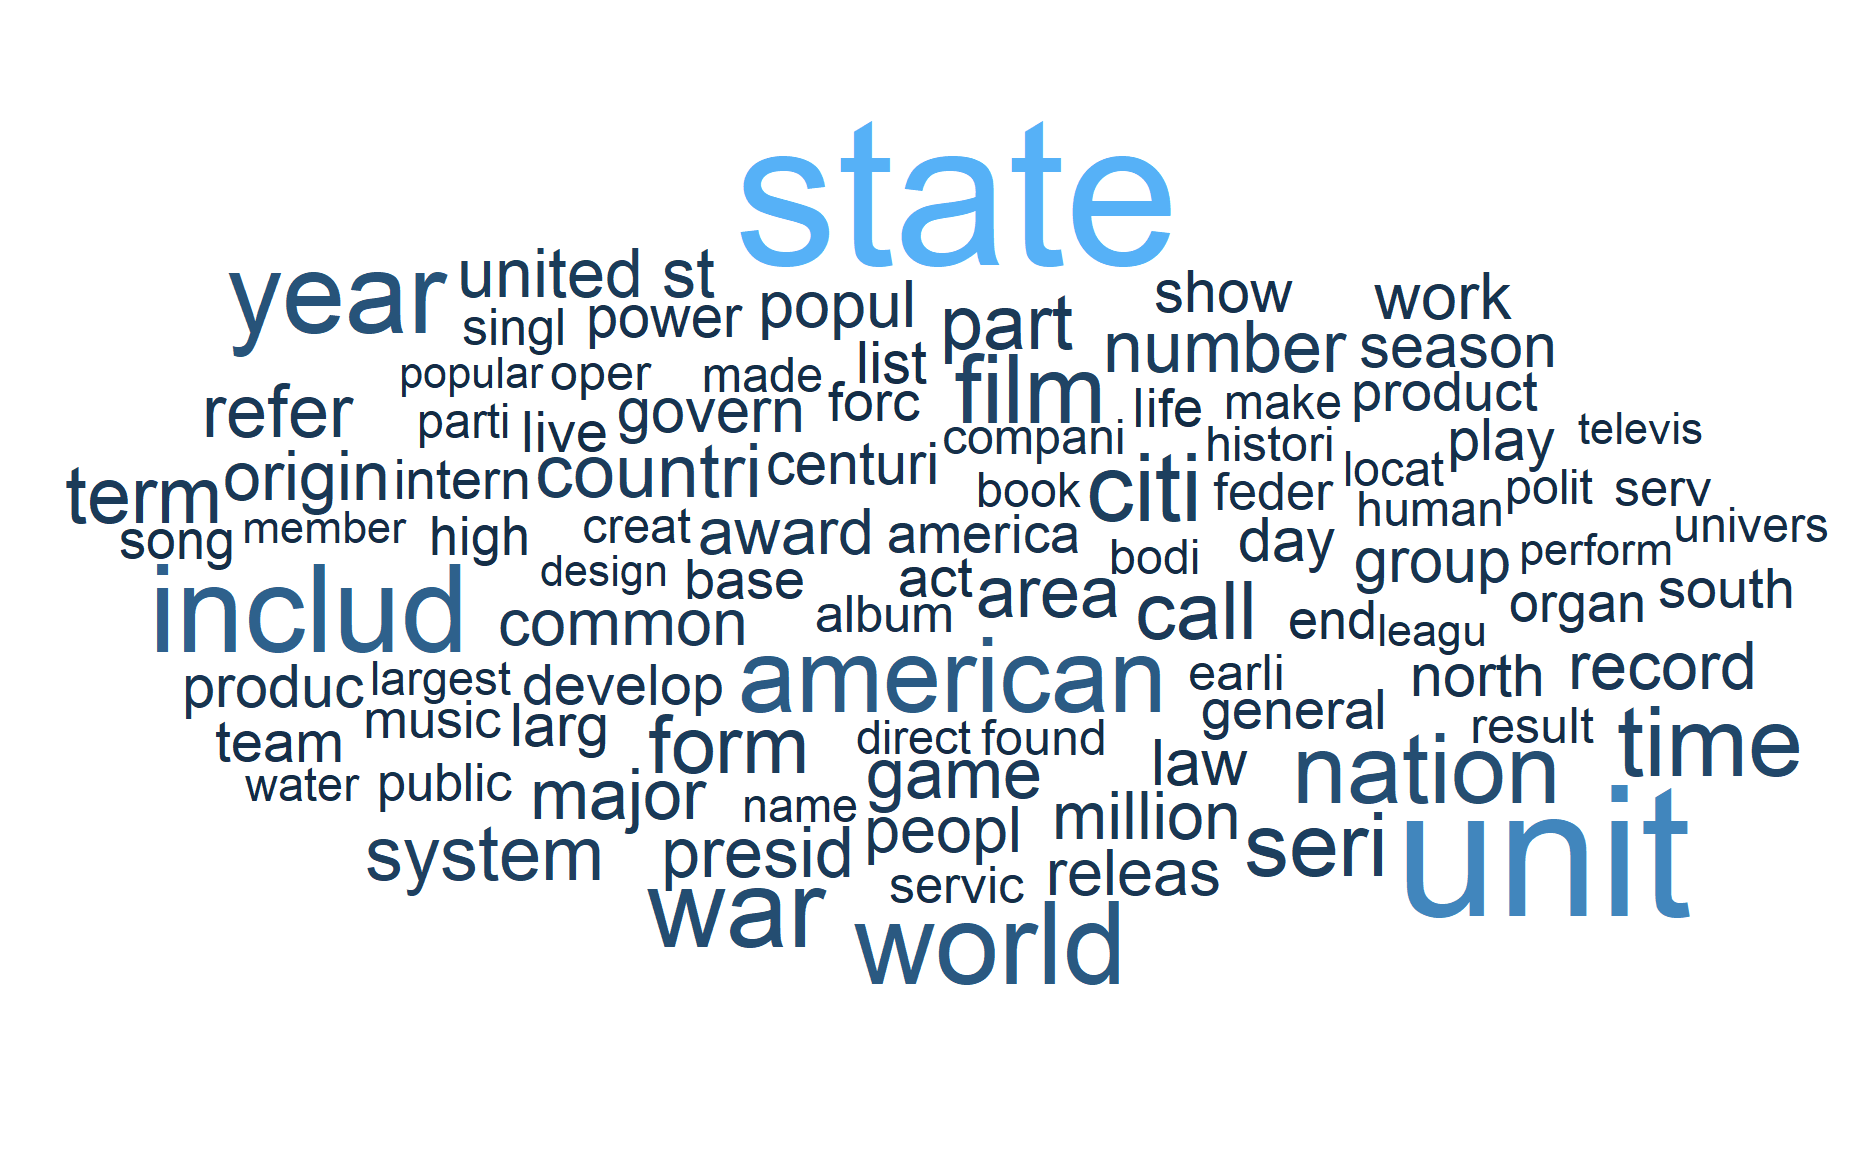 state
year united st show work
singl power popul part number season
popular oper made list film life make product
refer parti live govern forc compani histori play televis
term origin intern countri centuri book citi feder locat human polit serv
song member high creat award america bodi day group perform univers
includ design base act area call end leagu organ south
common album
produc largest develop american earli north record
team music larg form direct found general result time
water public major name game law nation
system presid peopl million seri unit
war servic releas
world